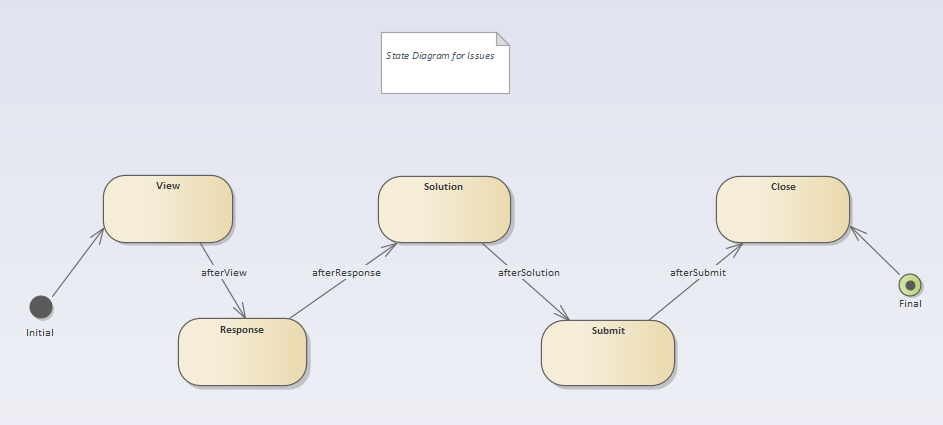 State Diagram for Issues
View
Solution
Close
afterView
afterResponse
afterSolution
afterSubmit
Initial
Final
Response
Submit